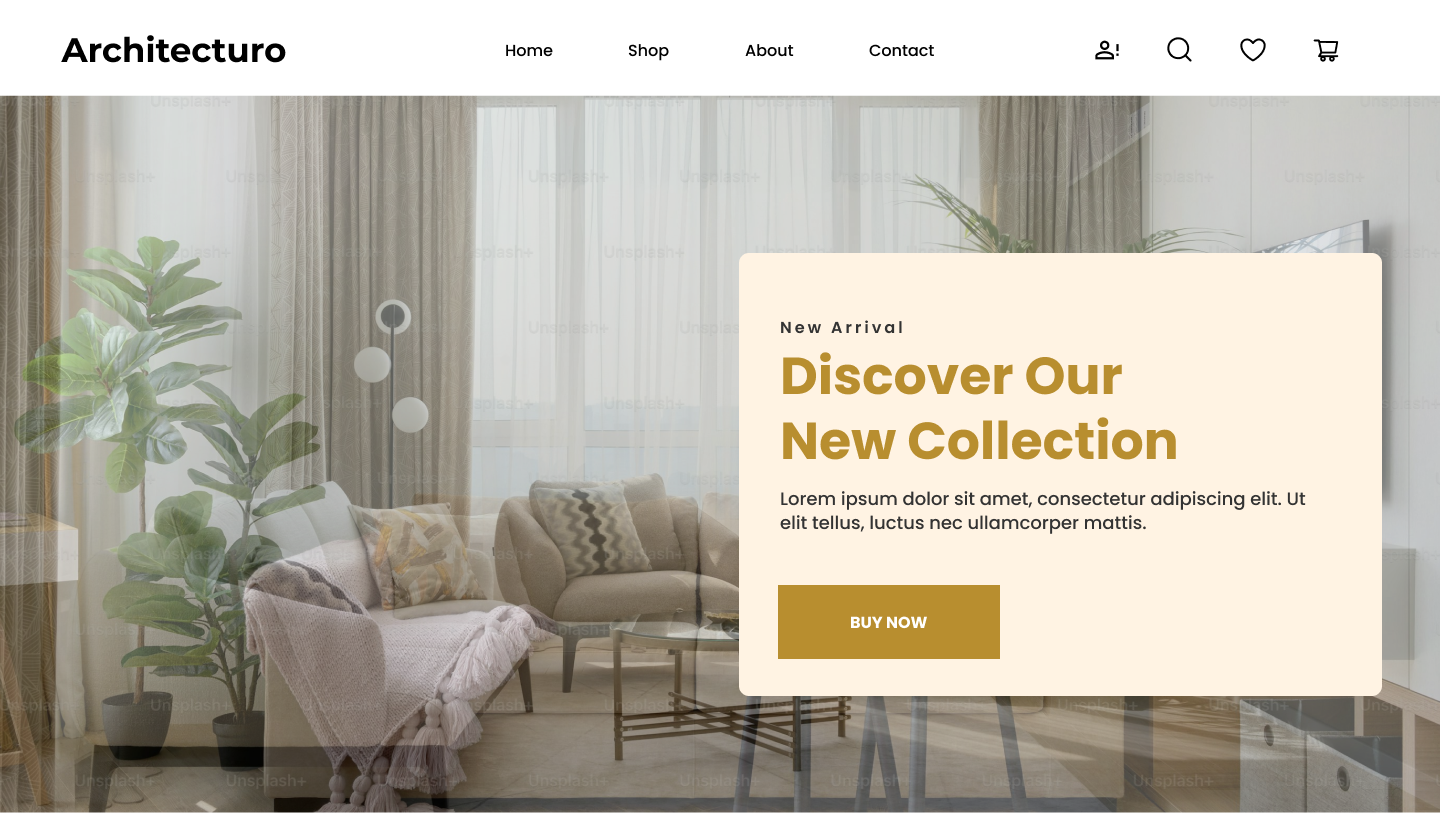 Architecturo
Home Shop About Contact
New Arrival
Discover Our
New Collection
Lorem ipsum dolor sit amet, consectetur adipiscing elit. Ut
elit tellus, luctus nec ullamcorper mattis.
BUY NOW
Unsplash+